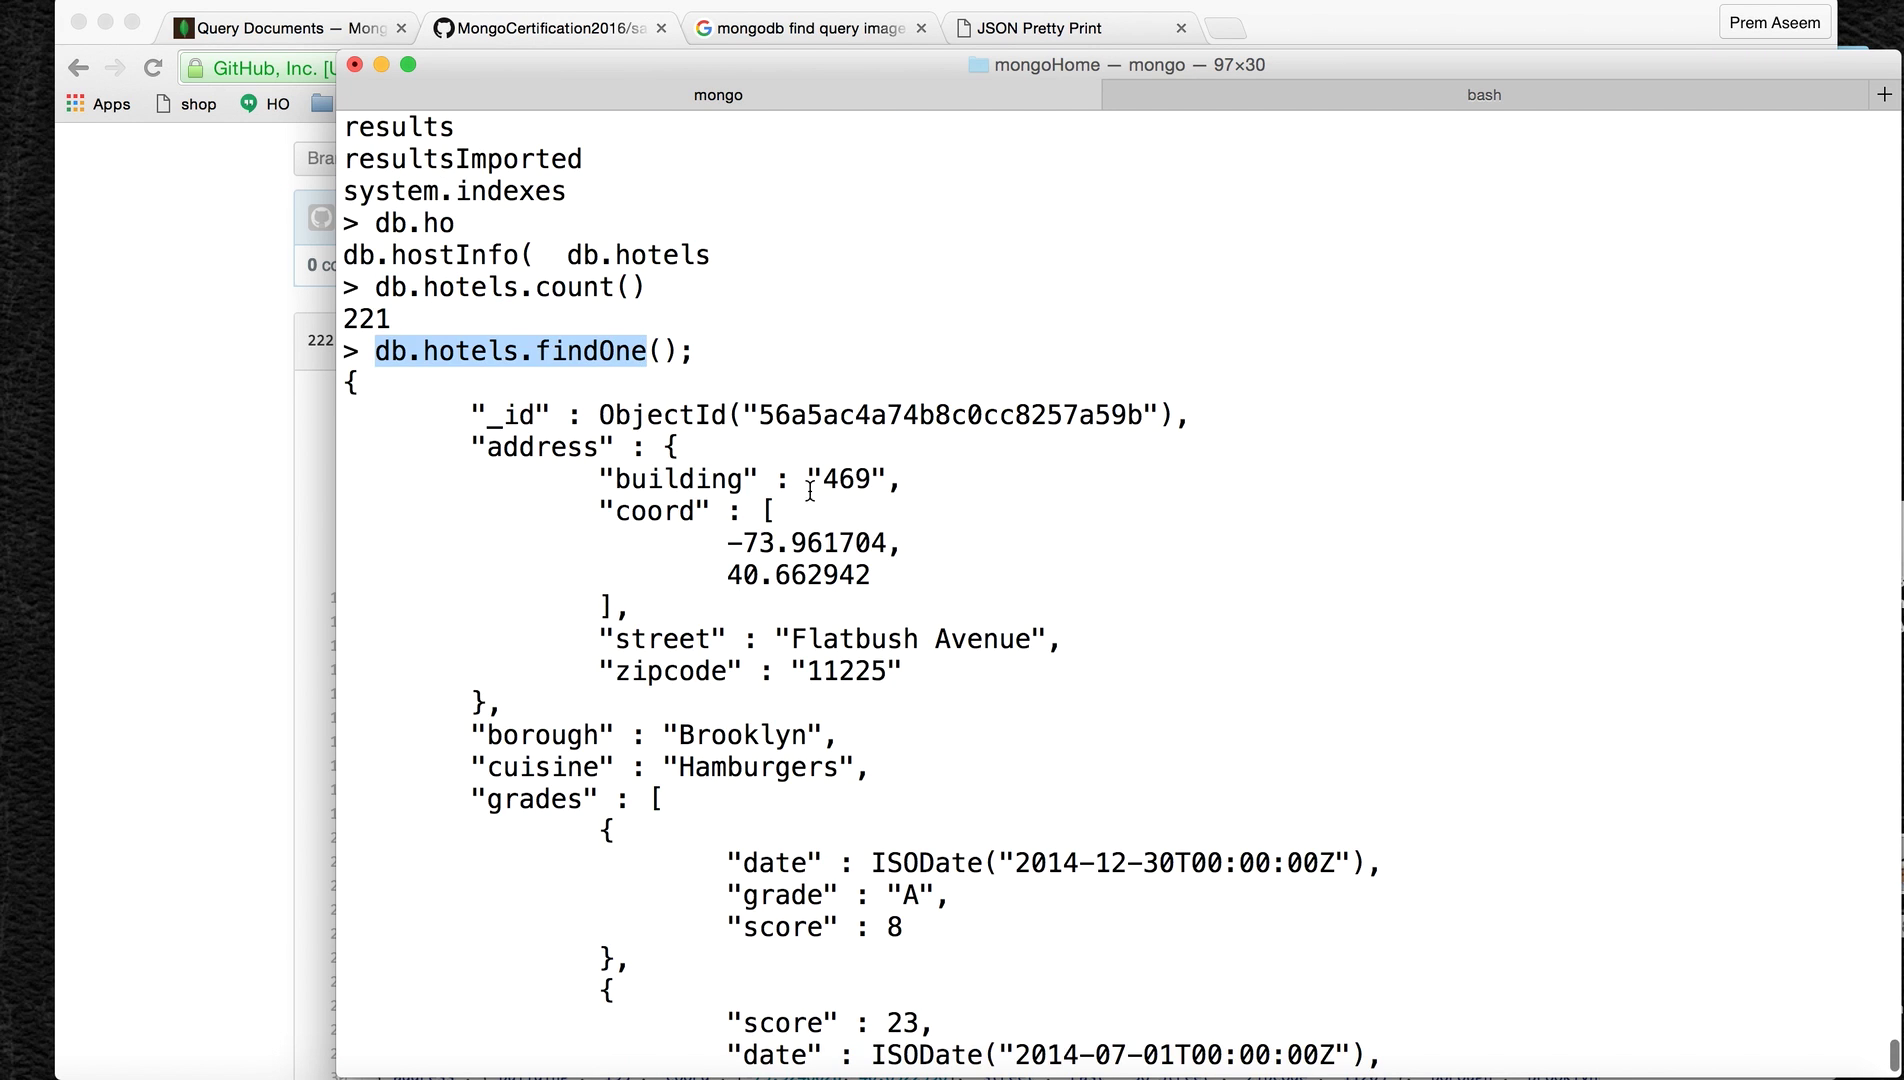 Query Documents — Mong
MongoCertification2016/sa
mongodb find query image
JSON Pretty Print
Prem Aseem
GitHub, Inc. [U
mongoHome — mongo — 97×30
Apps
shop
HO
mongo
bash
Bra
0 co
222
results
resultsImported
system.indexes
> db.ho
db.hostInfo(  db.hotels
> db.hotels.count()
221
> db.hotels.findOne();
{
"_id" : ObjectId("56a5ac4a74b8c0cc8257a59b"),
"address" : {
"building" : "469",
"coord" : [
-73.961704,
40.662942
],
"street" : "Flatbush Avenue",
"zipcode" : "11225"
},
"borough" : "Brooklyn",
"cuisine" : "Hamburgers",
"grades" : [
{
"date" : ISODate("2014-12-30T00:00:00Z"),
"grade" : "A",
"score" : 8
},
{
"score" : 23,
"date" : ISODate("2014-07-01T00:00:00Z"),